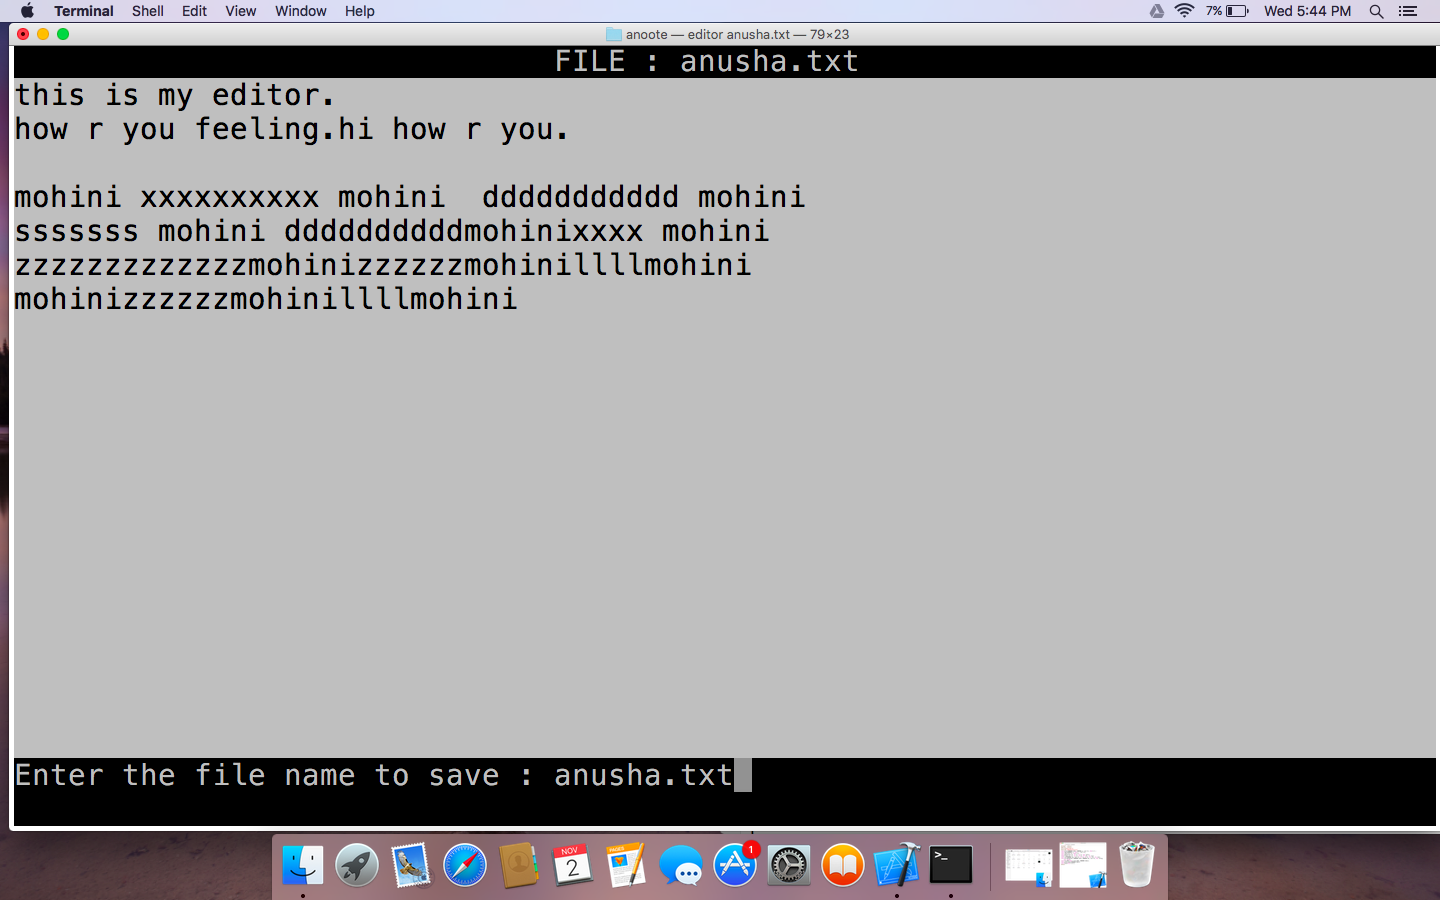 Terminal Shell Edit View Window Help 7% Wed 5:44 PM
anoote — editor anusha.txt — 79×23
FILE : anusha.txt
this is my editor.
how r you feeling.hi how r you.
mohini xxxxxxxxxx mohini  ddddddddddd mohini
sssssss mohini ddddddddddmohinixxxx mohini
zzzzzzzzzzzzzmohinizzzzzzmohinillllmohini
mohinizzzzzzmohinillllmohini
Enter the file name to save : anusha.txt
NOV
2
PAGES
1
>_